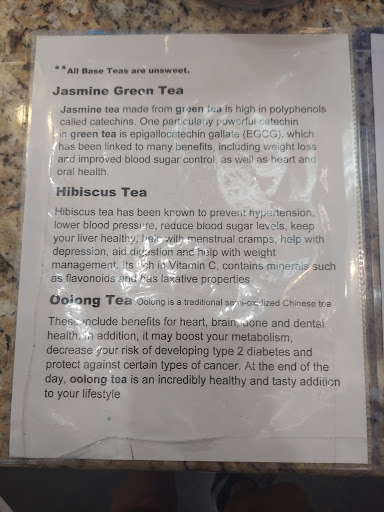 **All Base Teas are unsweet.
Jasmine Green Tea
Jasmine tea made from green tea is high in polyphenols
called catechins. One particularly powerful catechin
in green tea is epigallocatechin gallate (EGCG), which
has been linked to many benefits, including weight loss
and improved blood sugar control, as well as heart and
oral health.
Hibiscus Tea
Hibiscus tea has been known to prevent hypertension,
lower blood pressure, reduce blood sugar levels, keep
your liver healthy, help with menstrual cramps, help with
depression, aid digestion and help with weight
management. Its rich in Vitamin C, contains minerals such
as flavonoids and has laxative properties
Oolong Tea Oolong is a traditional semi-oxidized Chinese tea
These include benefits for heart, brain, bone and dental
health. In addition, it may boost your metabolism,
decrease your risk of developing type 2 diabetes and
protect against certain types of cancer. At the end of the
day, oolong tea is an incredibly healthy and tasty addition
to your lifestyle